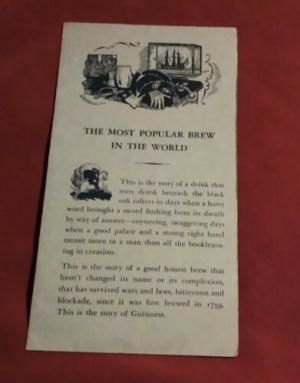 THE MOST POPULAR BREW
IN THE WORLD
This is the story of a drink that
men drank beneath the black
oak rafters in days when a hasty
word brought a sword flashing from its sheath
by way of answer—roystering, swaggering days
when a good palate and a strong right hand
meant more to a man than all the booklearn-
ing in creation.
This is the story of a good honest brew that
hasn't changed its name or its complexion,
that has survived wars and laws, bitterness and
blockade, since it was first brewed in 1759.
This is the story of Guinness.